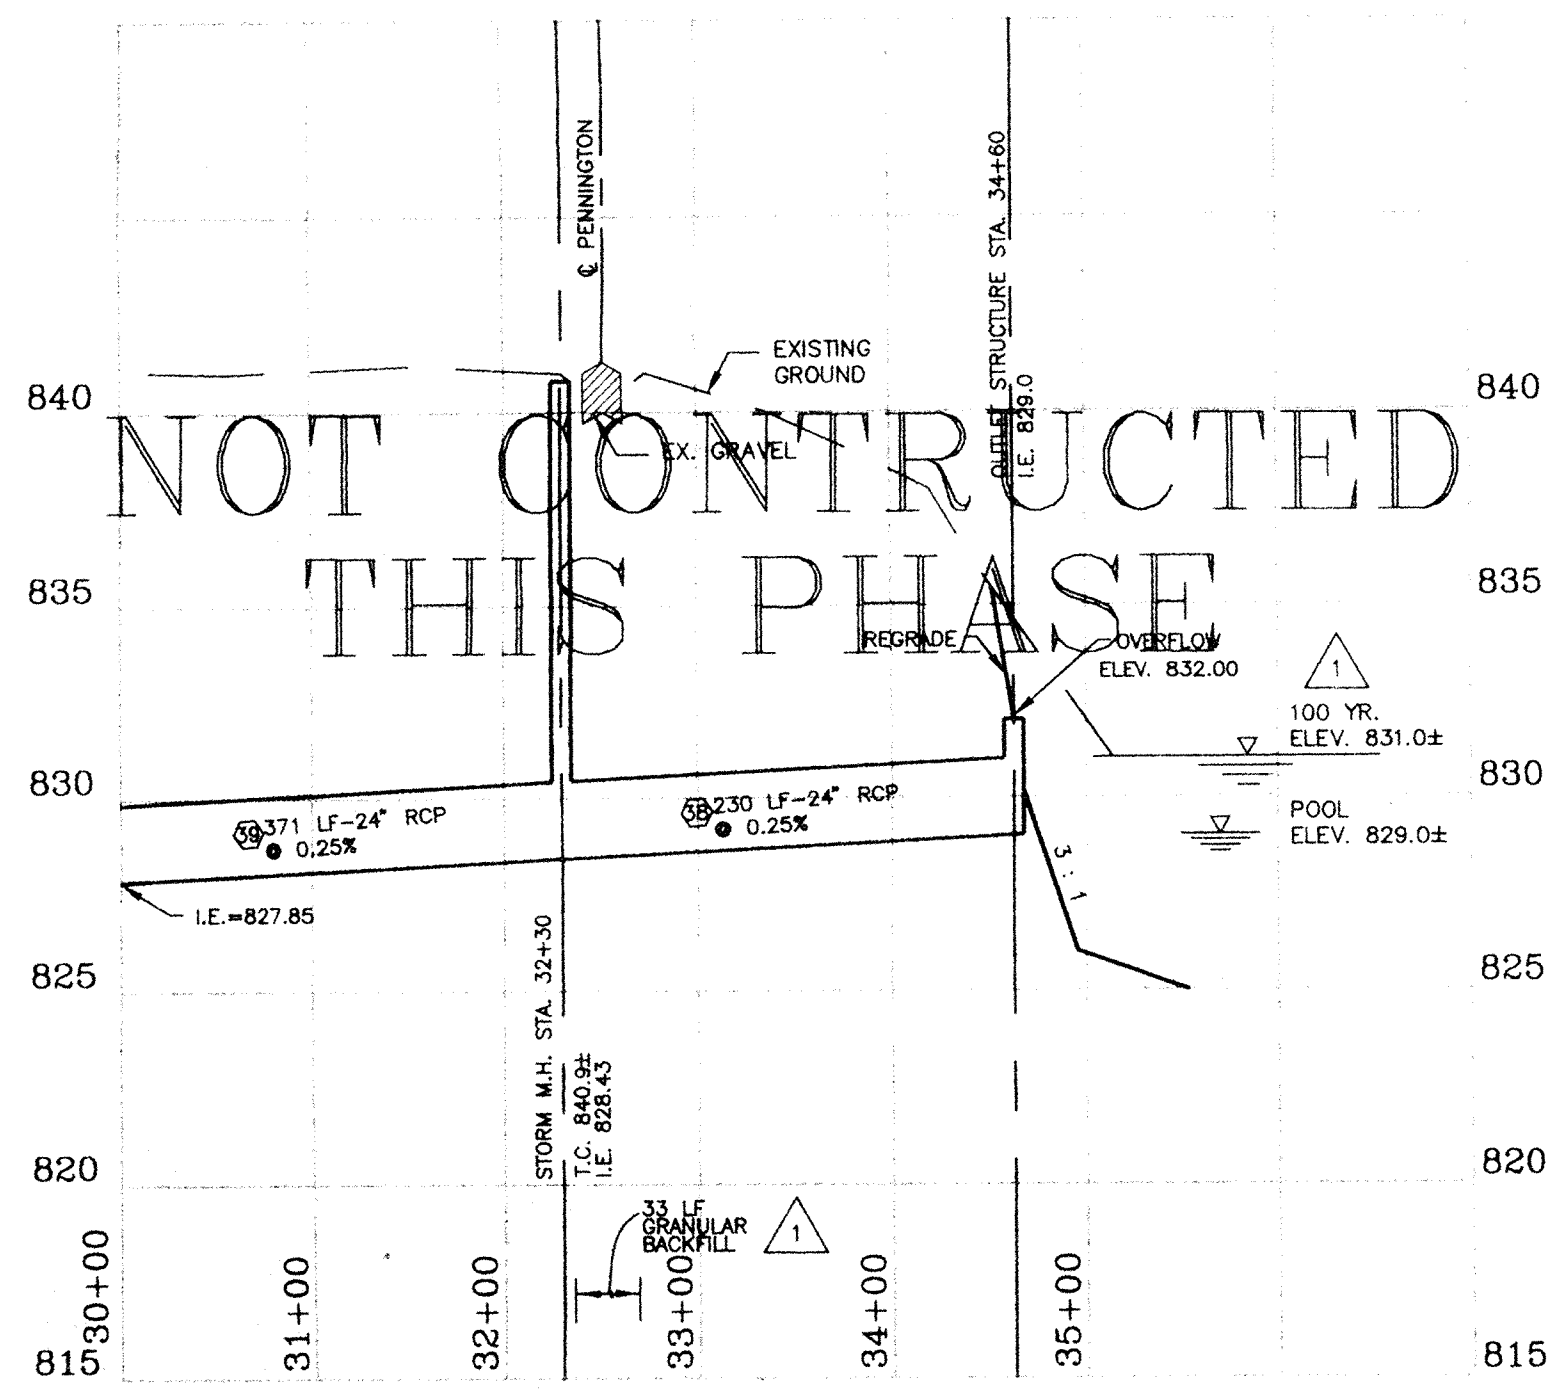 ℄ PENNINGTON
OUTLET STRUCTURE STA. 34+60
I.E. 829.0
EXISTING
GROUND
840
840
NOT CONTRUCTED
EX. GRAVEL
THIS PHASE
835
835
REGRADE
OVERFLOW
ELEV. 832.00
1
100 YR.
ELEV. 831.0±
830
830
39 371 LF-24" RCP
@ 0.25%
38 230 LF-24" RCP
@ 0.25%
POOL
ELEV. 829.0±
3 : 1
I.E.=827.85
825
825
STORM M.H. STA. 32+30
T.C. 840.9±
I.E. 828.43
820
820
33 LF
GRANULAR
BACKFILL
1
30+00
31+00
32+00
33+00
34+00
35+00
815
815